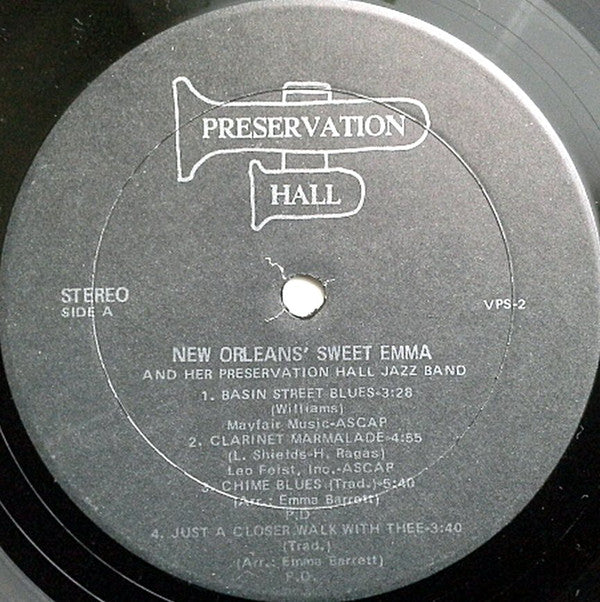 PRESERVATION
HALL
STEREO
SIDE A
VPS-2
NEW ORLEANS' SWEET EMMA
AND HER PRESERVATION HALL JAZZ BAND
1. BASIN STREET BLUES-3:28
(Williams)
Mayfair Music-ASCAP
2. CLARINET MARMALADE-4:55
(L. Shields-H. Ragas)
Leo Feist, Inc.-ASCAP
3. CHIME BLUES (Trad.)-5:40
(Arr.: Emma Barrett)
P.D.
4. JUST A CLOSER WALK WITH THEE-3:40
(Trad.)
(Arr.: Emma Barrett)
P.D.